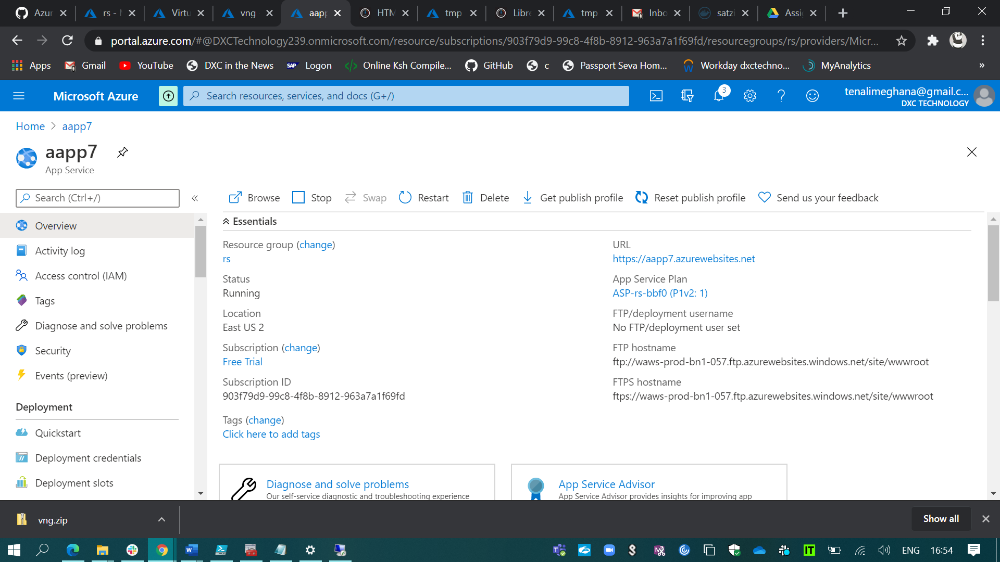 Azur
rs - M
Virtu
vng
aapp
HTM
tmp
Libre
tmp
Inbo
satzi
Assig
portal.azure.com/#@DXCTechnology239.onmicrosoft.com/resource/subscriptions/903f79d9-99c8-4f8b-8912-963a7a1f69fd/resourcegroups/rs/providers/Micr...
Apps
Gmail
YouTube
DXC in the News
SAP Logon
Online Ksh Compile...
GitHub
c
Passport Seva Hom...
Workday dxctechno...
MyAnalytics
»
Microsoft Azure
Search resources, services, and docs (G+/)
3
tenalimeghana@gmail.c...
DXC TECHNOLOGY
Home > aapp7
aapp7
App Service
Search (Ctrl+/)
Overview
Activity log
Access control (IAM)
Tags
Diagnose and solve problems
Security
Events (preview)
Deployment
Quickstart
Deployment credentials
Deployment slots
Browse
Stop
Swap
Restart
Delete
Get publish profile
Reset publish profile
Send us your feedback
Essentials
Resource group (change)
rs
Status
Running
Location
East US 2
Subscription (change)
Free Trial
Subscription ID
903f79d9-99c8-4f8b-8912-963a7a1f69fd
Tags (change)
Click here to add tags
URL
https://aapp7.azurewebsites.net
App Service Plan
ASP-rs-bbf0 (P1v2: 1)
FTP/deployment username
No FTP/deployment user set
FTP hostname
ftp://waws-prod-bn1-057.ftp.azurewebsites.windows.net/site/wwwroot
FTPS hostname
ftps://waws-prod-bn1-057.ftp.azurewebsites.windows.net/site/wwwroot
Diagnose and solve problems
Our self-service diagnostic and troubleshooting experience
App Service Advisor
App Service Advisor provides insights for improving app
vng.zip
Show all
ENG
16:54